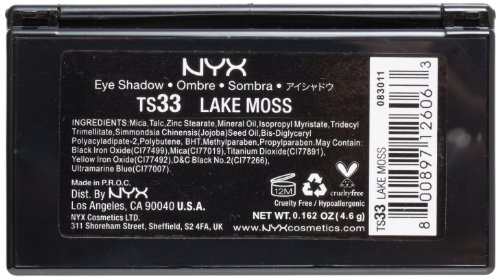 NYX
Eye Shadow • Ombre • Sombra • アイシャドウ
TS33 LAKE MOSS
INGREDIENTS:Mica,Talc,Zinc Stearate, Mineral Oil,Isopropyl Myristate, Tridecyl
Trimellitate,Simmondsia Chinensis(Jojoba)Seed Oil,Bis-Diglyceryl
Polyacyladipate-2,Polybutene, BHT,Methylparaben,Propylparaben.May Contain:
Black Iron Oxide(CI77499),Mica(CI77019),Titanium Dioxide(CI77891),
Yellow Iron Oxide(CI77492),D&C Black No.2(CI77266),
Ultramarine Blue(CI77007).
Made in P.R.O.C.
Dist. By NYX
Los Angeles, CA 90040 U.S.A.
NYX Cosmetics LTD.
311 Shoreham Street, Sheffield, S2 4FA, UK
12M
crueltyfree
Cruelty Free / Hypoallergenic
NET WT. 0.162 OZ (4.6 g)
www.NYXcosmetics.com
083011
TS33 LAKE MOSS
8 00897 12606 3